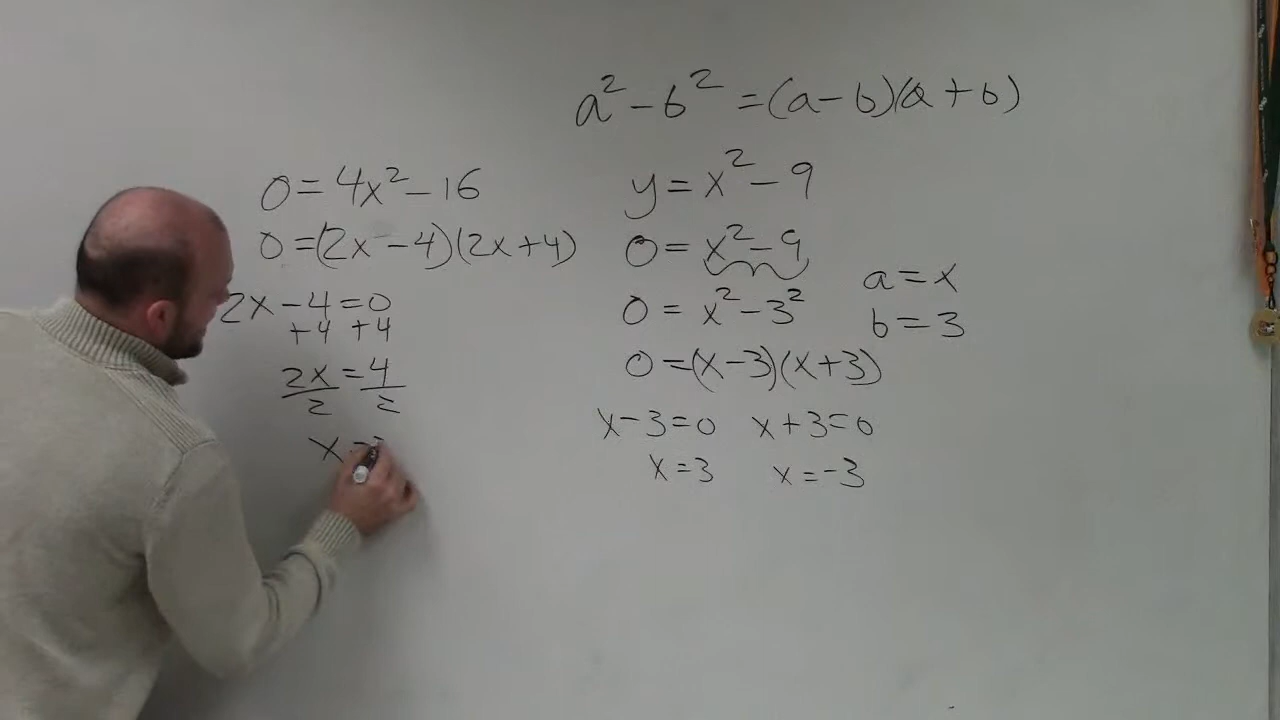 a² - b² = (a - b)(a + b)
0 = 4x² - 16
0 = (2x - 4)(2x + 4)
2x - 4 = 0
+4 +4
2x = 4
2 2
x =
y = x² - 9
0 = x² - 9
0 = x² - 3²
0 = (x - 3)(x + 3)
x - 3 = 0 x + 3 = 0
x = 3 x = -3
a = x
b = 3